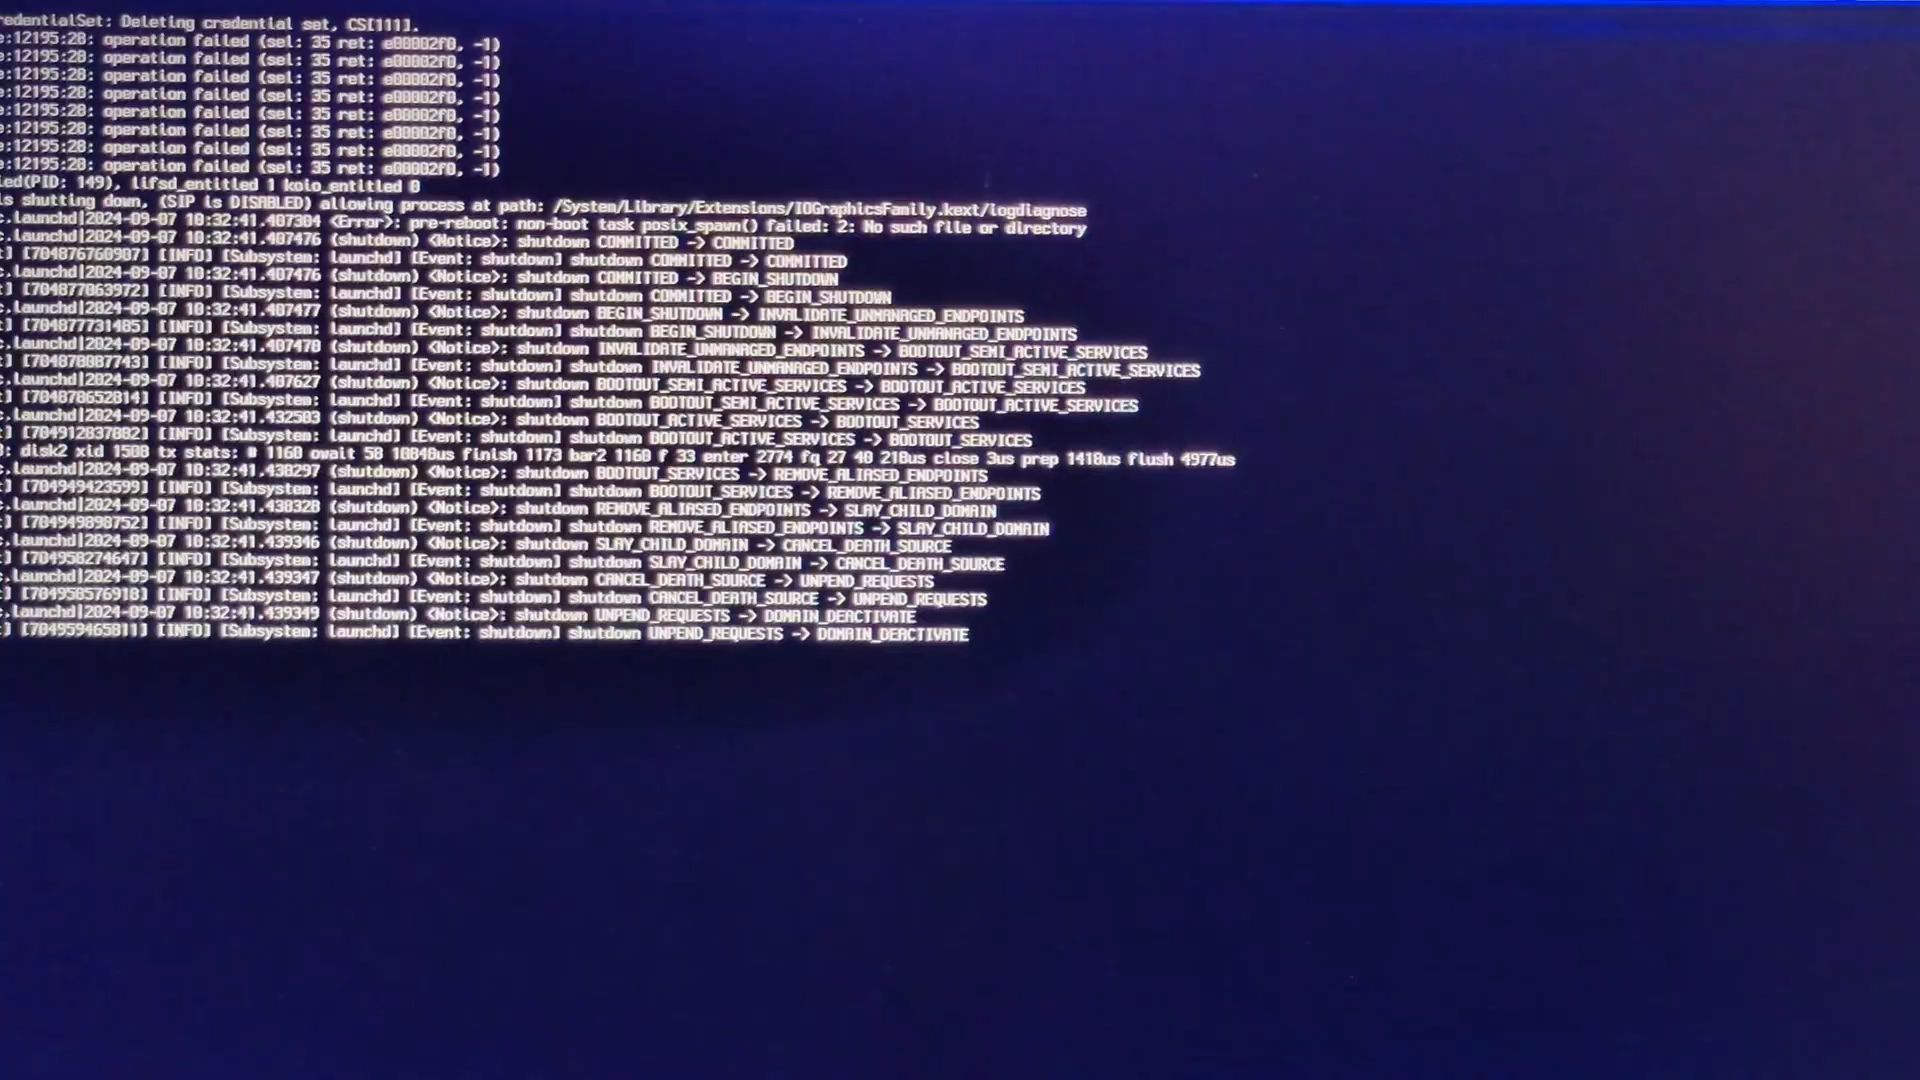 redentialSet: Deleting credential set, CS[111].
e:12195:28: operation failed (sel: 35 ret: e00002f0, -1)
e:12195:28: operation failed (sel: 35 ret: e00002f0, -1)
e:12195:28: operation failed (sel: 35 ret: e00002f0, -1)
e:12195:28: operation failed (sel: 35 ret: e00002f0, -1)
e:12195:28: operation failed (sel: 35 ret: e00002f0, -1)
e:12195:28: operation failed (sel: 35 ret: e00002f0, -1)
e:12195:28: operation failed (sel: 35 ret: e00002f0, -1)
e:12195:28: operation failed (sel: 35 ret: e00002f0, -1)
led(PID: 149), lifsd_entitled 1 koio_entitled 0
is shutting down, (SIP is DISABLED) allowing process at path: /System/Library/Extensions/IOGraphicsFamily.kext/iogdiagnose
c.launchd|2024-09-07 10:32:41.407304 <Error>: pre-reboot: non-boot task posix_spawn() failed: 2: No such file or directory
c.launchd|2024-09-07 10:32:41.407476 (shutdown) <Notice>: shutdown COMMITTED -> COMMITTED
:] [704876760907] [INFO] [Subsystem: launchd] [Event: shutdown] shutdown COMMITTED -> COMMITTED
c.launchd|2024-09-07 10:32:41.407476 (shutdown) <Notice>: shutdown COMMITTED -> BEGIN_SHUTDOWN
:] [704877063972] [INFO] [Subsystem: launchd] [Event: shutdown] shutdown COMMITTED -> BEGIN_SHUTDOWN
c.launchd|2024-09-07 10:32:41.407477 (shutdown) <Notice>: shutdown BEGIN_SHUTDOWN -> INVALIDATE_UNMANAGED_ENDPOINTS
:] [704877731485] [INFO] [Subsystem: launchd] [Event: shutdown] shutdown BEGIN_SHUTDOWN -> INVALIDATE_UNMANAGED_ENDPOINTS
c.launchd|2024-09-07 10:32:41.407478 (shutdown) <Notice>: shutdown INVALIDATE_UNMANAGED_ENDPOINTS -> BOOTOUT_SEMI_ACTIVE_SERVICES
:] [704878087743] [INFO] [Subsystem: launchd] [Event: shutdown] shutdown INVALIDATE_UNMANAGED_ENDPOINTS -> BOOTOUT_SEMI_ACTIVE_SERVICES
c.launchd|2024-09-07 10:32:41.407627 (shutdown) <Notice>: shutdown BOOTOUT_SEMI_ACTIVE_SERVICES -> BOOTOUT_ACTIVE_SERVICES
:] [704878652814] [INFO] [Subsystem: launchd] [Event: shutdown] shutdown BOOTOUT_SEMI_ACTIVE_SERVICES -> BOOTOUT_ACTIVE_SERVICES
c.launchd|2024-09-07 10:32:41.432503 (shutdown) <Notice>: shutdown BOOTOUT_ACTIVE_SERVICES -> BOOTOUT_SERVICES
:] [704912837082] [INFO] [Subsystem: launchd] [Event: shutdown] shutdown BOOTOUT_ACTIVE_SERVICES -> BOOTOUT_SERVICES
: disk2 xid 1508 tx stats: # 1160 owait 58 10840us finish 1173 bar2 1160 f 33 enter 2774 fq 27 40 218us close 3us prep 1418us flush 4977us
c.launchd|2024-09-07 10:32:41.438297 (shutdown) <Notice>: shutdown BOOTOUT_SERVICES -> REMOVE_ALIASED_ENDPOINTS
:] [704949423599] [INFO] [Subsystem: launchd] [Event: shutdown] shutdown BOOTOUT_SERVICES -> REMOVE_ALIASED_ENDPOINTS
c.launchd|2024-09-07 10:32:41.438328 (shutdown) <Notice>: shutdown REMOVE_ALIASED_ENDPOINTS -> SLAY_CHILD_DOMAIN
:] [704949898752] [INFO] [Subsystem: launchd] [Event: shutdown] shutdown REMOVE_ALIASED_ENDPOINTS -> SLAY_CHILD_DOMAIN
c.launchd|2024-09-07 10:32:41.439346 (shutdown) <Notice>: shutdown SLAY_CHILD_DOMAIN -> CANCEL_DEATH_SOURCE
:] [704958274647] [INFO] [Subsystem: launchd] [Event: shutdown] shutdown SLAY_CHILD_DOMAIN -> CANCEL_DEATH_SOURCE
c.launchd|2024-09-07 10:32:41.439347 (shutdown) <Notice>: shutdown CANCEL_DEATH_SOURCE -> UNPEND_REQUESTS
:] [704958576918] [INFO] [Subsystem: launchd] [Event: shutdown] shutdown CANCEL_DEATH_SOURCE -> UNPEND_REQUESTS
c.launchd|2024-09-07 10:32:41.439349 (shutdown) <Notice>: shutdown UNPEND_REQUESTS -> DOMAIN_DEACTIVATE
:] [704959465811] [INFO] [Subsystem: launchd] [Event: shutdown] shutdown UNPEND_REQUESTS -> DOMAIN_DEACTIVATE